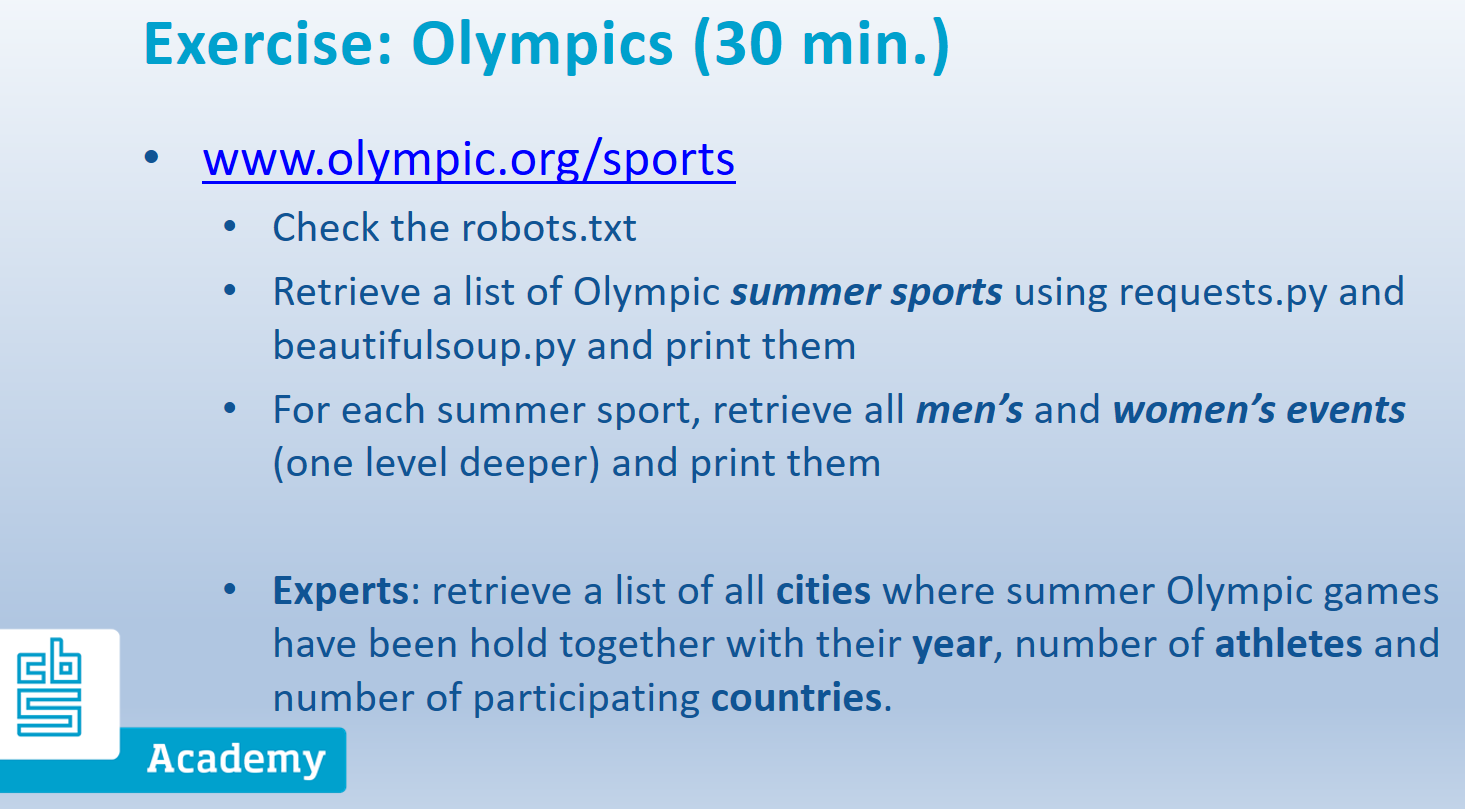 Exercise: Olympics (30 min.)
• www.olympic.org/sports
• Check the robots.txt
• Retrieve a list of Olympic summer sports using requests.py and
beautifulsoup.py and print them
• For each summer sport, retrieve all men’s and women’s events
(one level deeper) and print them
• Experts: retrieve a list of all cities where summer Olympic games
have been hold together with their year, number of athletes and
number of participating countries.
cbs
Academy